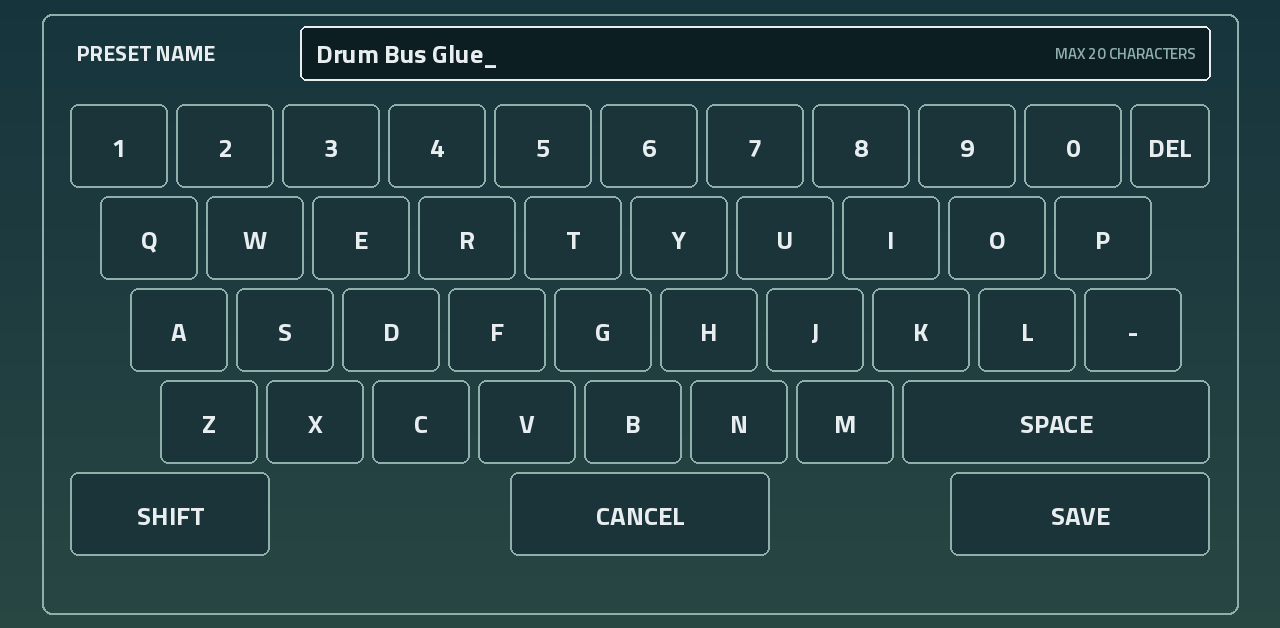 PRESET NAME Drum Bus Glue_ MAX 20 CHARACTERS
1 2 3 4 5 6 7 8 9 0 DEL
Q W E R T Y U I O P
A S D F G H J K L -
Z X C V B N M SPACE
SHIFT CANCEL SAVE